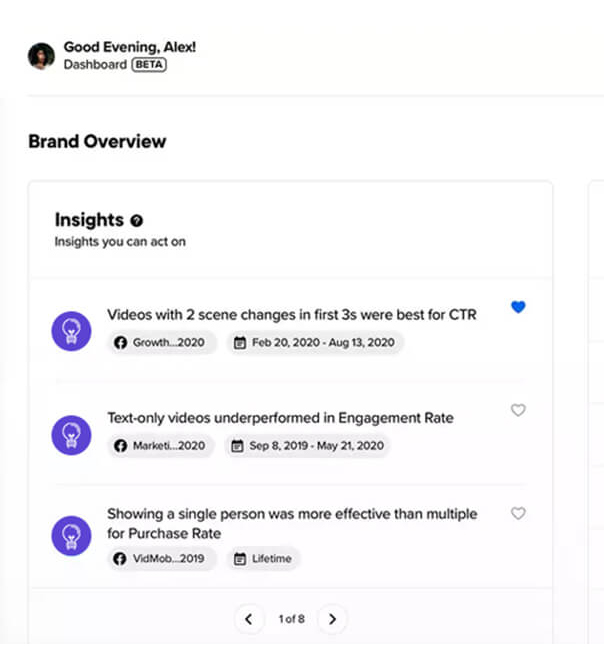 Good Evening, Alex!
Dashboard BETA
Brand Overview
Insights ?
Insights you can act on
Videos with 2 scene changes in first 3s were best for CTR
Growth...2020 Feb 20, 2020 - Aug 13, 2020
Text-only videos underperformed in Engagement Rate
Marketi...2020 Sep 8, 2019 - May 21, 2020
Showing a single person was more effective than multiple
for Purchase Rate
VidMob...2019 Lifetime
1 of 8